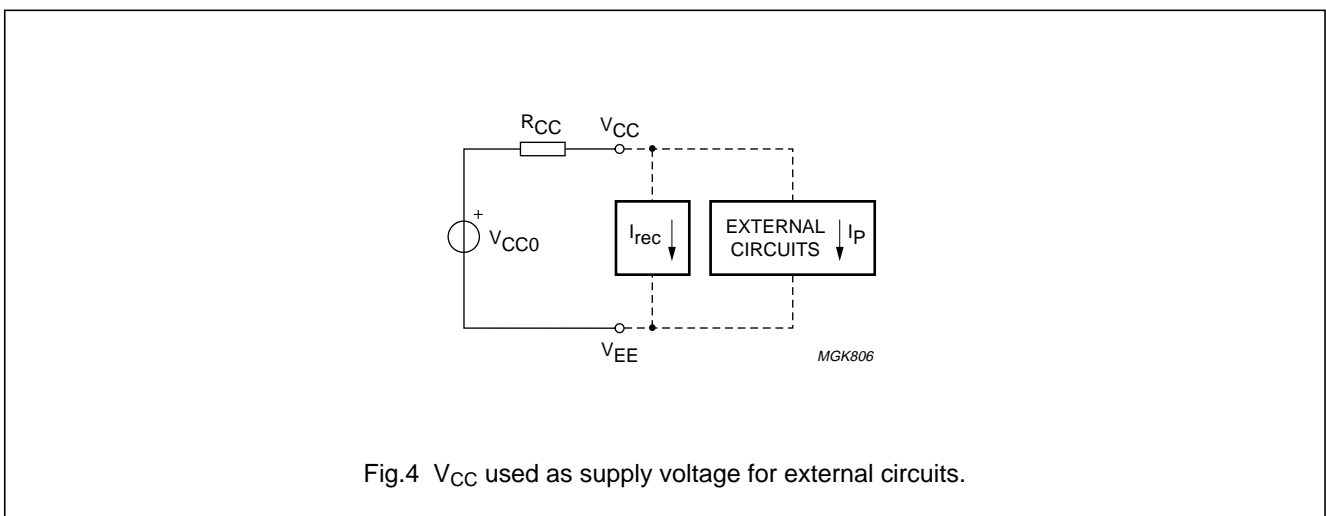 RCC
VCC
+
VCC0
Irec
EXTERNAL
CIRCUITS
IP
VEE
MGK806
Fig.4 VCC used as supply voltage for external circuits.